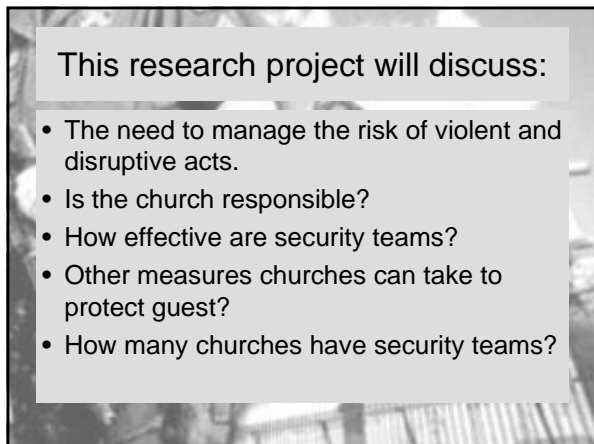 This research project will discuss:
• The need to manage the risk of violent and
disruptive acts.
• Is the church responsible?
• How effective are security teams?
• Other measures churches can take to
protect guest?
• How many churches have security teams?